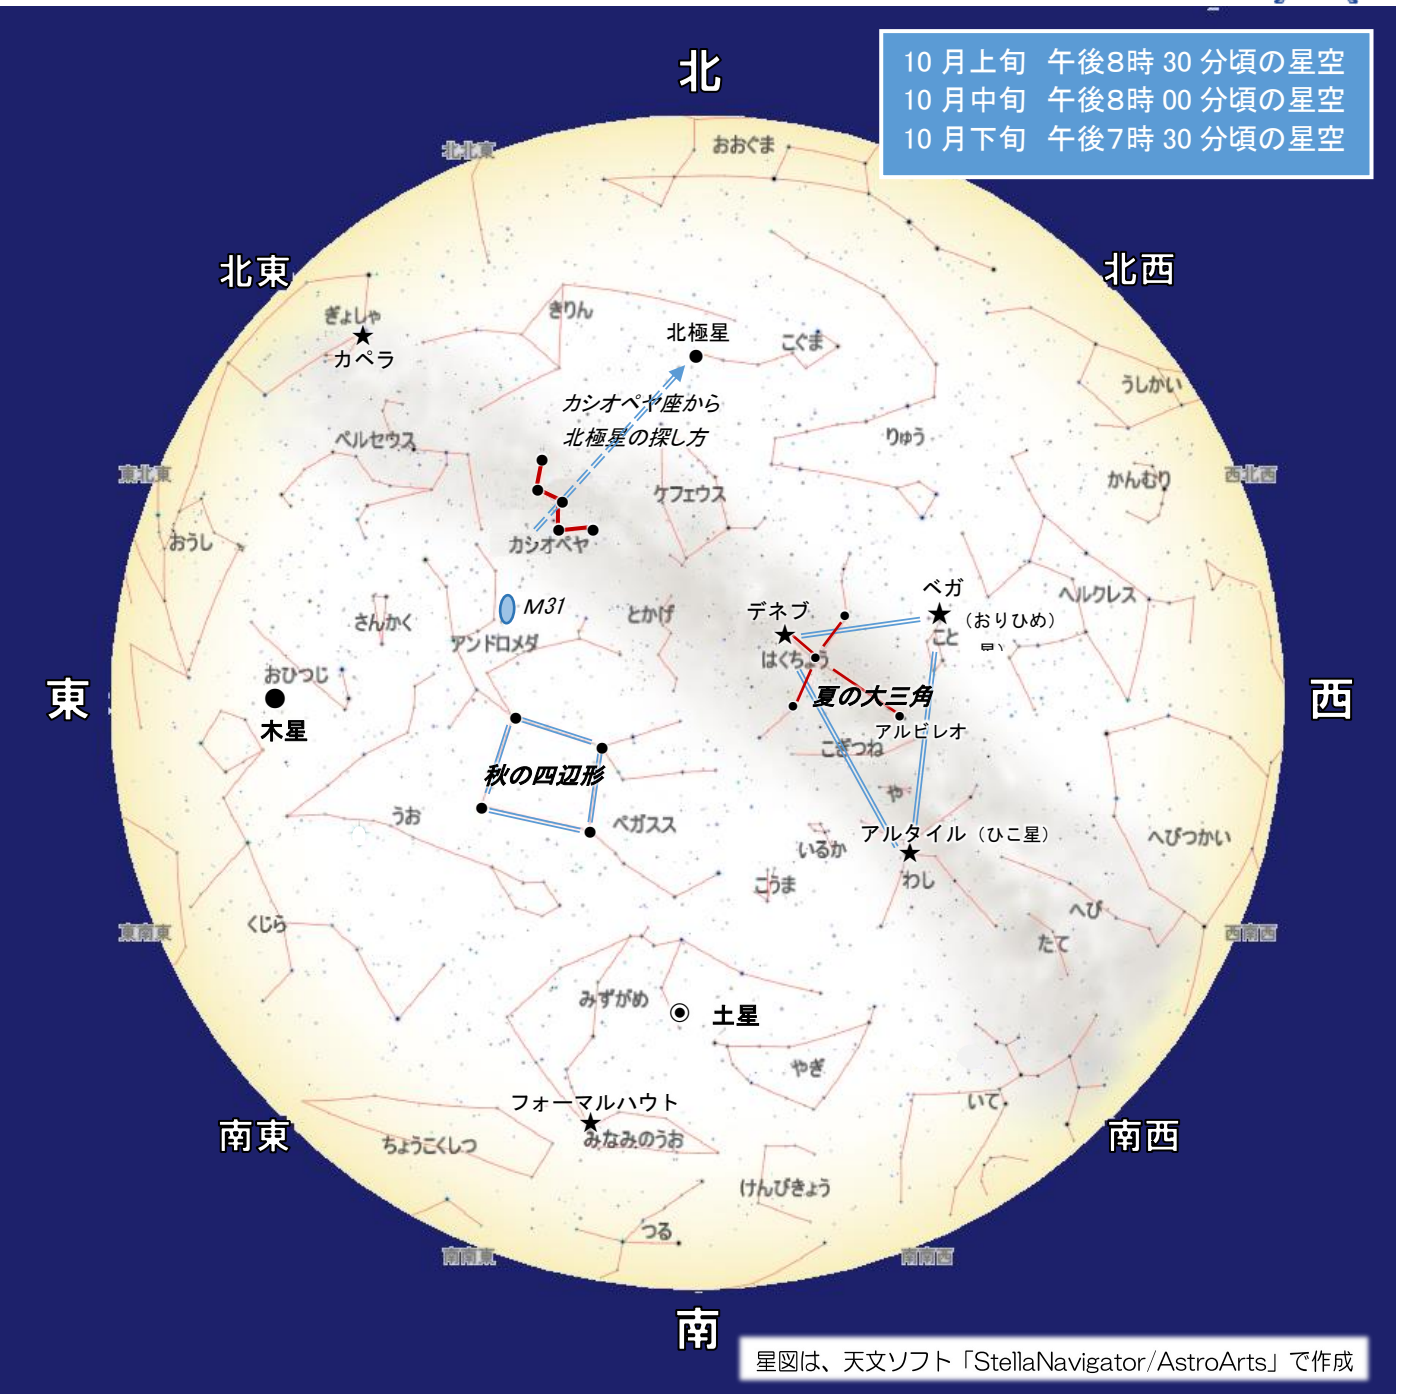 10 月上旬 午後8時 30 分頃の星空
10 月中旬 午後8時 00 分頃の星空
10 月下旬 午後7時 30 分頃の星空
北
北北東
おおぐま
北東
北西
ぎょしゃ
カペラ
きりん
北極星
こぐま
うしかい
カシオペヤ座から
北極星の探し方
ペルセウス
りゅう
東北東
西北西
かんむり
ケフェウス
おうし
カシオペヤ
M31
さんかく
アンドロメダ
とかげ
デネブ
ベガ
(おりひめ)
こと
ヘルクレス
はくちょう
東
おひつじ
木星
夏の大三角
アルビレオ
西
こぎつね
秋の四辺形
うお
ペガスス
や
アルタイル (ひこ星)
いるか
へびつかい
こうま
わし
へび
くじら
東南東
たて
西南西
みずがめ
土星
やぎ
フォーマルハウト
いて
南東
ちょうこくしつ
みなみのうお
南西
けんびきょう
つる
南南東
南南西
南
星図は、天文ソフト「StellaNavigator/AstroArts」で作成